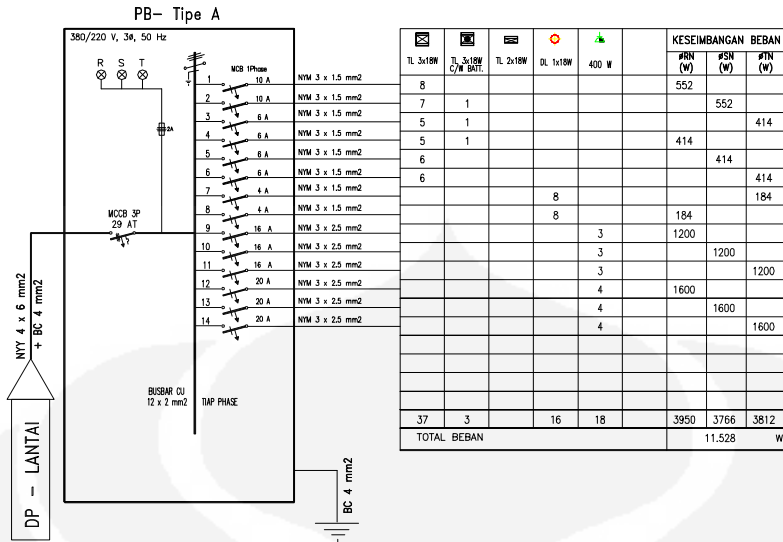 PB- Tipe A
380/220 V, 3ø, 50 Hz
R S T
2A
MCB 1Phase
1 10 A NYM 3 x 1.5 mm2
2 10 A NYM 3 x 1.5 mm2
3 6 A NYM 3 x 1.5 mm2
4 6 A NYM 3 x 1.5 mm2
5 6 A NYM 3 x 1.5 mm2
6 6 A NYM 3 x 1.5 mm2
7 4 A NYM 3 x 1.5 mm2
8 4 A NYM 3 x 1.5 mm2
9 16 A NYM 3 x 2.5 mm2
10 16 A NYM 3 x 2.5 mm2
11 16 A NYM 3 x 2.5 mm2
12 20 A NYM 3 x 2.5 mm2
13 20 A NYM 3 x 2.5 mm2
14 20 A NYM 3 x 2.5 mm2
MCCB 3P
29 AT
NYY 4 x 6 mm2
+ BC 4 mm2
DP - LANTAI
BUSBAR CU
12 x 2 mm2 TIAP PHASE
BC 4 mm2
KESEIMBANGAN BEBAN
TL 3x18W TL 3x18W C/W BATT. TL 2x18W DL 1x18W 400 W øRN (W) øSN (W) øTN (W)
8 552
7 1 552
5 1 414
5 1 414
6 414
6 414
8 184
8 184
3 1200
3 1200
3 1200
4 1600
4 1600
4 1600
37 3 16 18 3950 3766 3812
TOTAL BEBAN 11.528 W